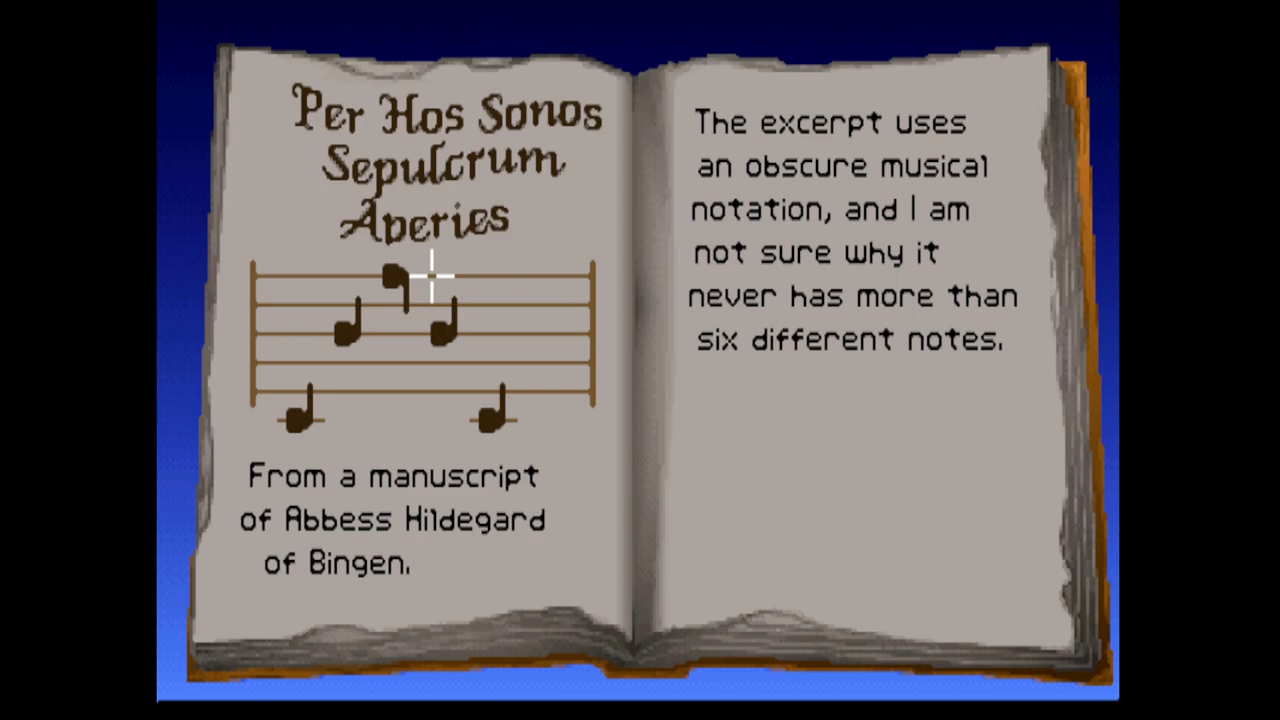 Per Hos Sonos
Sepulcrum
Aperies
From a manuscript
of Abbess Hildegard
of Bingen.
The excerpt uses
an obscure musical
notation, and I am
not sure why it
never has more than
six different notes.